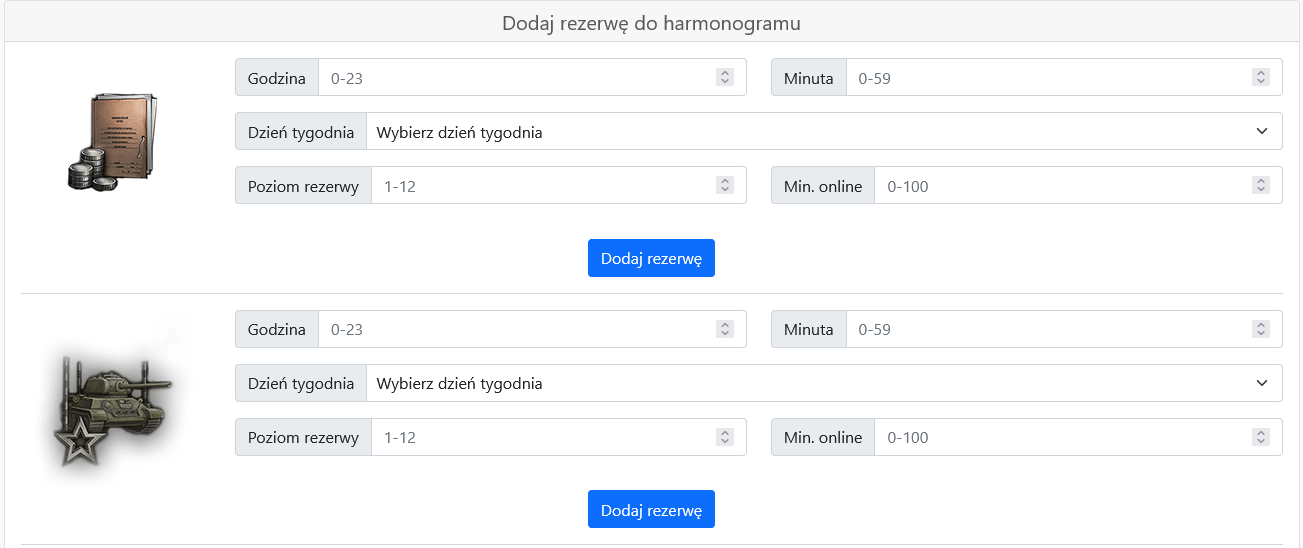 Dodaj rezerwę do harmonogramu
Godzina 0-23 Minuta 0-59
Dzień tygodnia Wybierz dzień tygodnia
Poziom rezerwy 1-12 Min. online 0-100
Dodaj rezerwę
Godzina 0-23 Minuta 0-59
Dzień tygodnia Wybierz dzień tygodnia
Poziom rezerwy 1-12 Min. online 0-100
Dodaj rezerwę